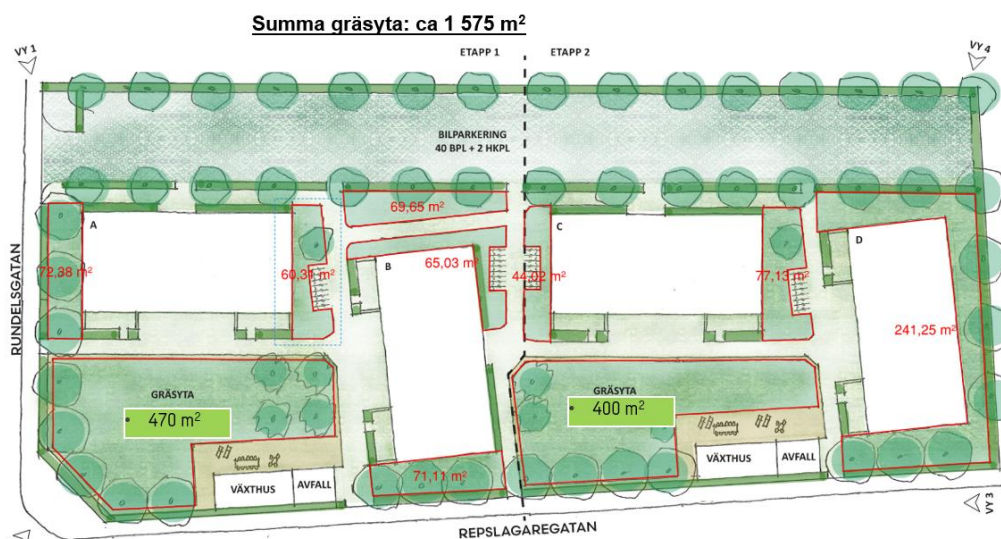 Summa gräsyta: ca 1 575 m²
VY 1
ETAPP 1
ETAPP 2
VY 4
BILPARKERING
40 BPL + 2 HKPL
69,65 m²
A
B
C
D
72,38 m²
60,31 m²
65,03 m²
44,02 m²
77,13 m²
241,25 m²
RUNDELSGATAN
GRÄSYTA
470 m²
GRÄSYTA
400 m²
71,11 m²
VÄXTHUS
AVFALL
VÄXTHUS
AVFALL
REPSLAGAREGATAN
VY 3